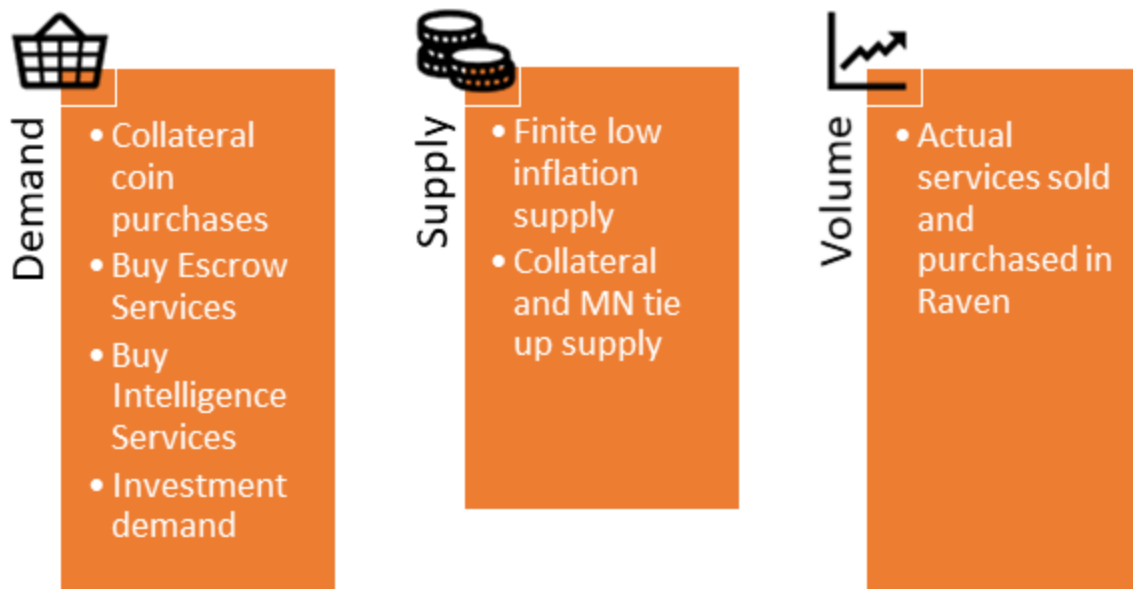 Demand
• Collateral
coin
purchases
• Buy Escrow
Services
• Buy
Intelligence
Services
• Investment
demand
Supply
• Finite low
inflation
supply
• Collateral
and MN tie
up supply
Volume
• Actual
services sold
and
purchased in
Raven